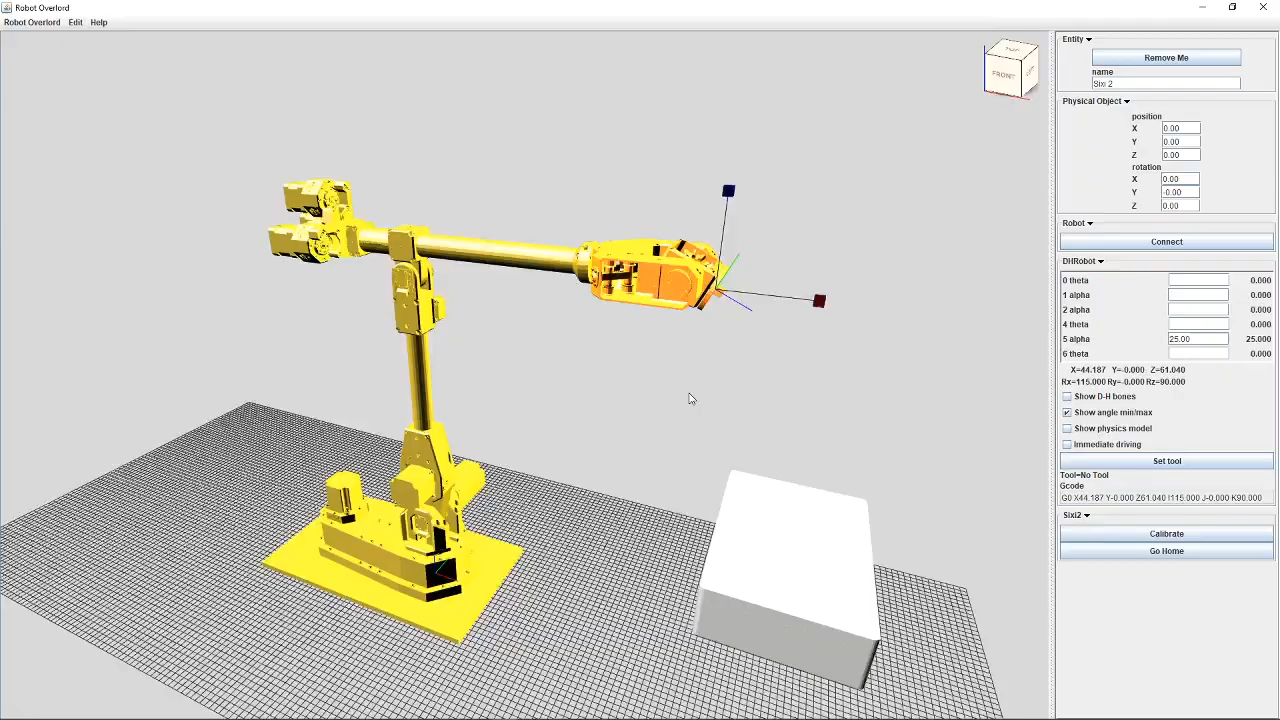 Robot Overlord
Robot Overlord Edit Help
TOP
FRONT
LEFT
Entity
Remove Me
name
Sixi 2
Physical Object
position
X 0.00
Y 0.00
Z 0.00
rotation
X 0.00
Y -0.00
Z 0.00
Robot
Connect
DHRobot
0 theta 0.000
1 alpha 0.000
2 alpha 0.000
4 theta 0.000
5 alpha 25.00 25.000
6 theta 0.000
X=44.187 Y=-0.000 Z=61.040
Rx=115.000 Ry=-0.000 Rz=90.000
Show D-H bones
Show angle min/max
Show physics model
Immediate driving
Set tool
Tool=No Tool
Gcode
G0 X44.187 Y-0.000 Z61.040 I115.000 J-0.000 K90.000
Sixi2
Calibrate
Go Home